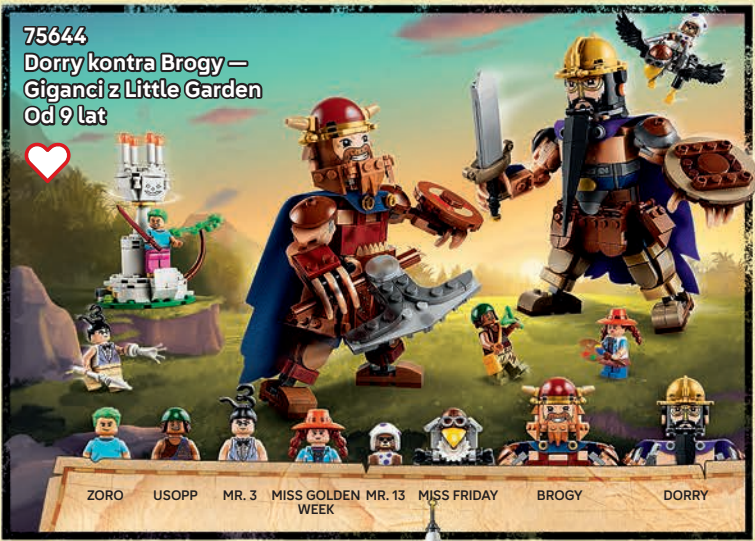 75644
Dorry kontra Brogy —
Giganci z Little Garden
Od 9 lat
ZORO USOPP MR. 3 MISS GOLDEN WEEK MR. 13 MISS FRIDAY BROGY DORRY